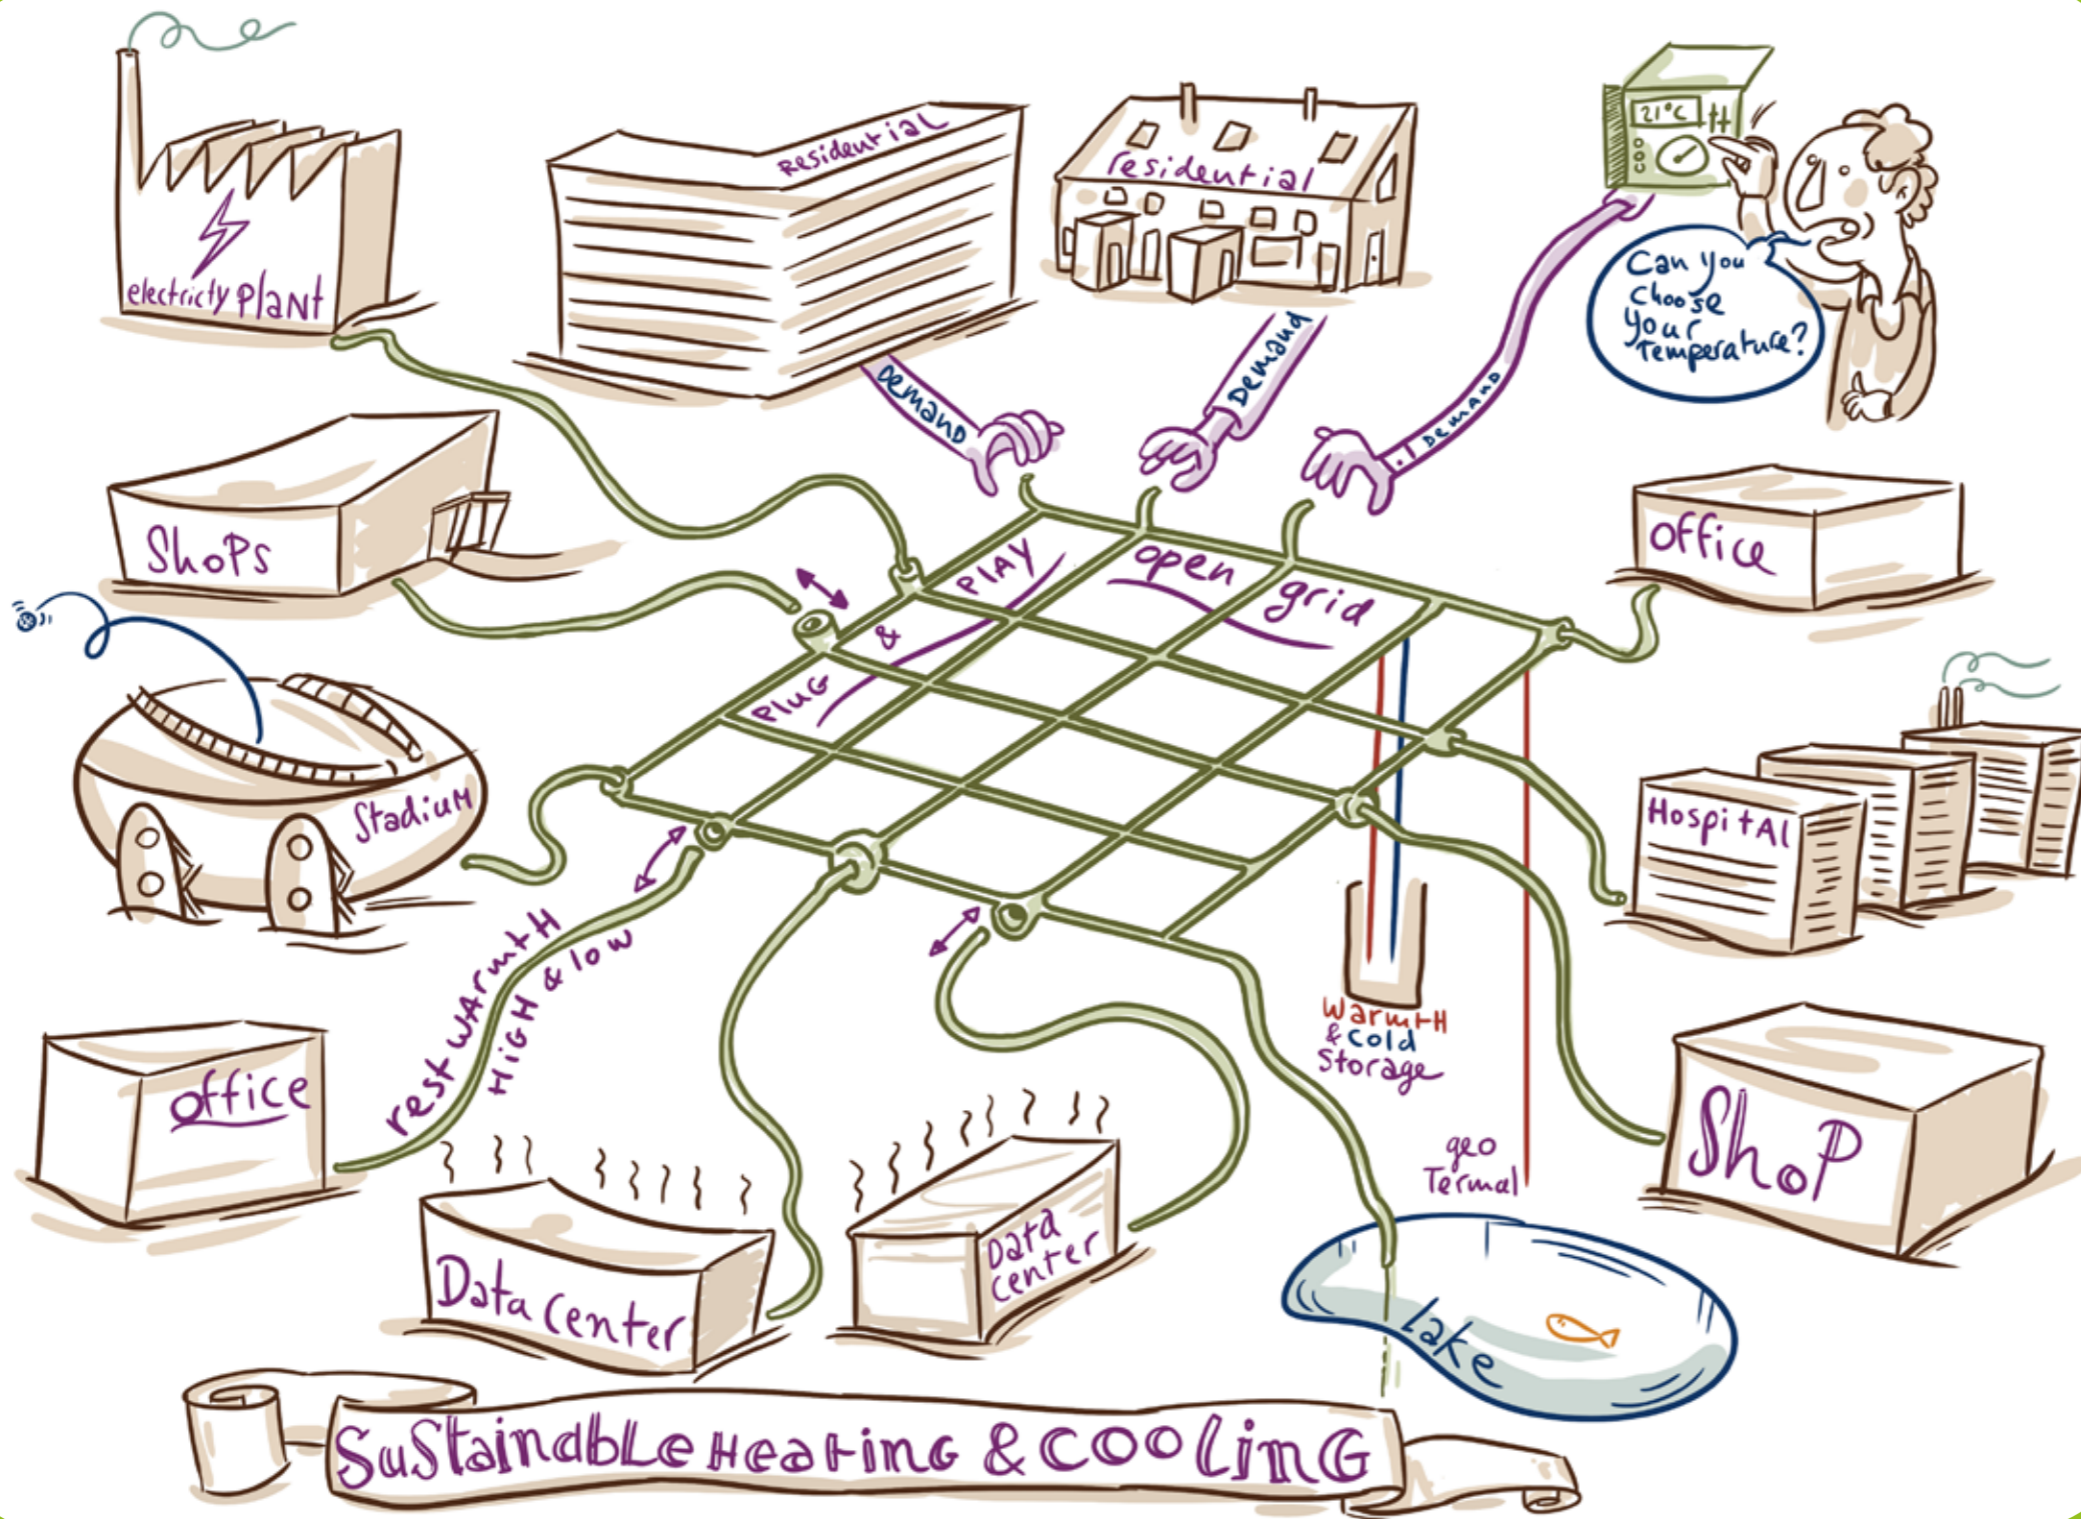 electricty PLANT
Residential
residential
21°C
Can you
choose
your
Temperature?
DEMAND
Demand
DEMAND
Shops
PLUG & PLAY
open grid
office
Stadium
Hospital
rest WArmtH
HiGH & low
office
Warmth
& Cold
Storage
geo
Termal
Shop
Data center
Data
center
Lake
SuStainable Heating & COOLinG